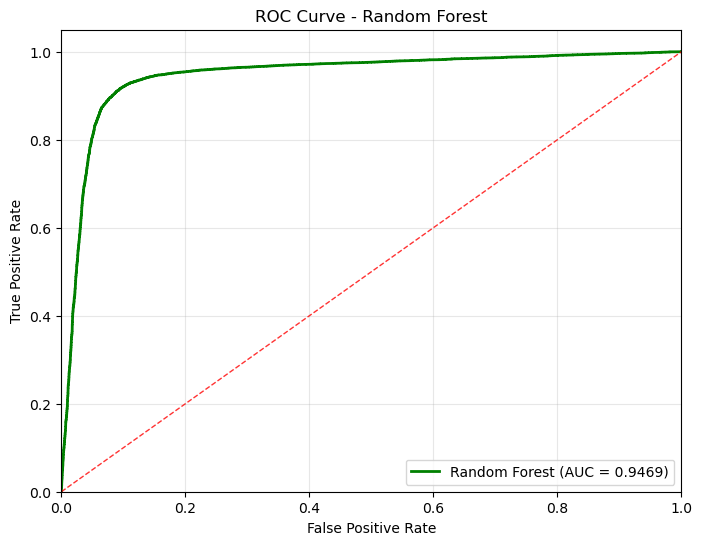 ROC Curve - Random Forest
True Positive Rate
1.0
0.8
0.6
0.4
0.2
0.0
0.0 0.2 0.4 0.6 0.8 1.0
False Positive Rate
Random Forest (AUC = 0.9469)